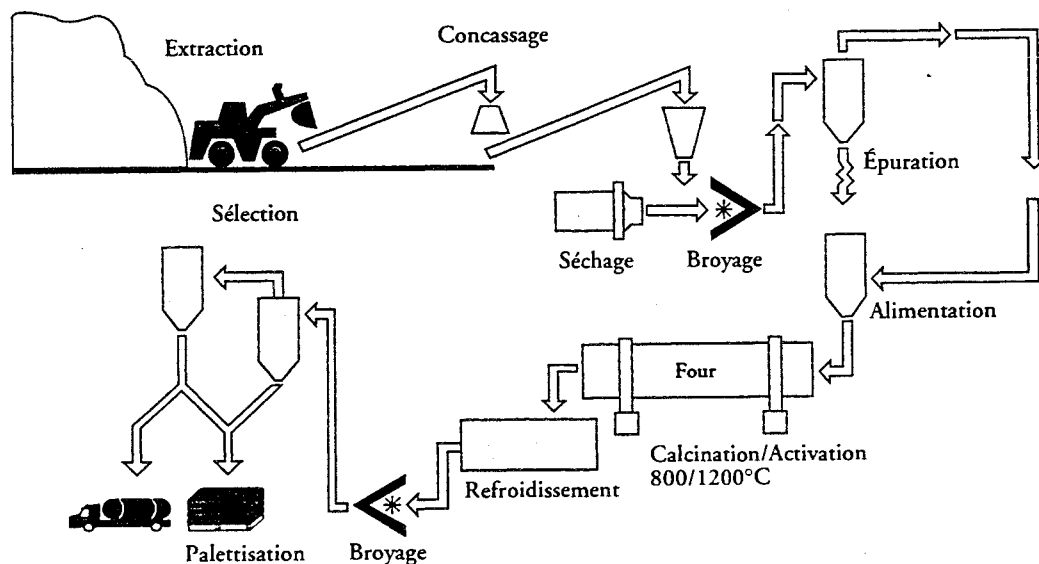 Extraction
Concassage
Épuration
Sélection
Séchage
Broyage
Alimentation
Four
Calcination/Activation
800/1200°C
Refroidissement
Palettisation
Broyage